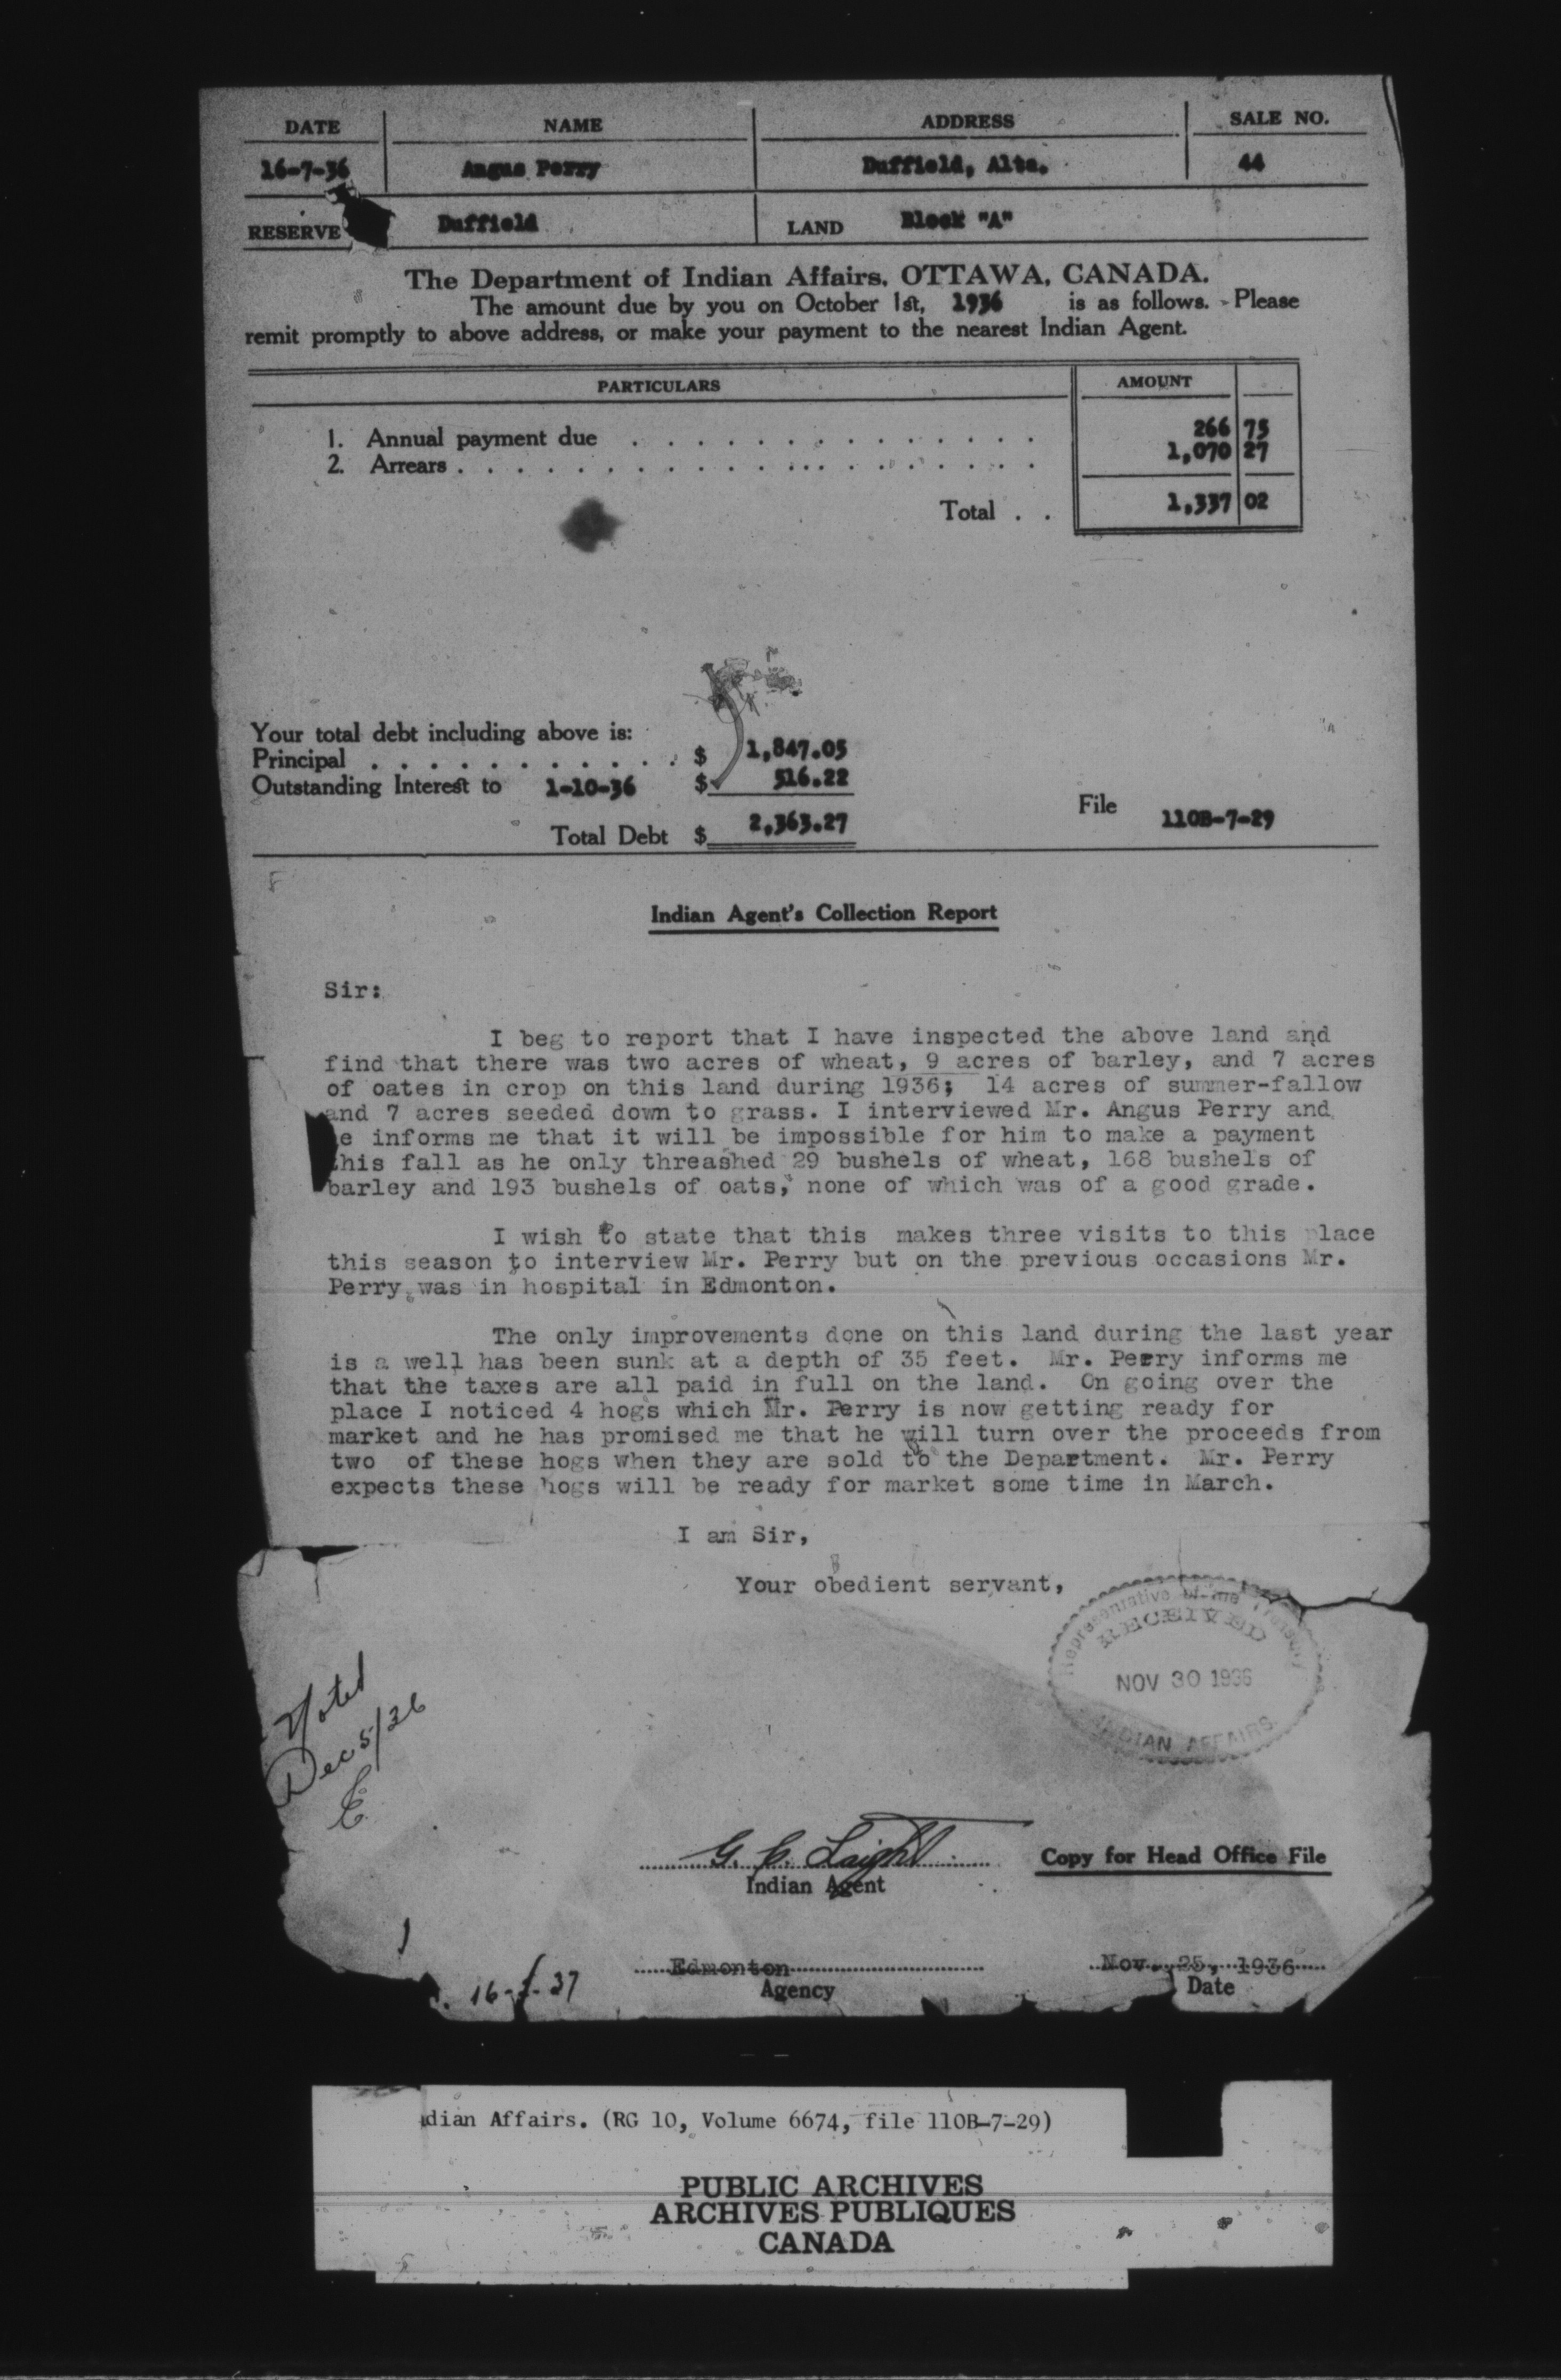 DATE NAME ADDRESS SALE NO.
16-7-36 Angus Perry Duffield, Alta. 44
RESERVE Duffield LAND Block "A"
The Department of Indian Affairs, OTTAWA, CANADA.
The amount due by you on October 1st, 1936 is as follows. - Please
remit promptly to above address, or make your payment to the nearest Indian Agent.
PARTICULARS AMOUNT
1. Annual payment due . . . . . . . . . . . . . . 266 75
2. Arrears . . . . . . . . . . . . . . . . . . . . . 1,070 27
Total . . 1,337 02
Your total debt including above is:
Principal . . . . . . . . . . . . $ 1,847.05
Outstanding Interest to 1-10-36 $ 516.22
Total Debt $ 2,363.27
File 110B-7-29
Indian Agent's Collection Report
Sir:
I beg to report that I have inspected the above land and
find that there was two acres of wheat, 9 acres of barley, and 7 acres
of oates in crop on this land during 1936; 14 acres of summer-fallow
and 7 acres seeded down to grass. I interviewed Mr. Angus Perry and
e informs me that it will be impossible for him to make a payment
this fall as he only threashed 29 bushels of wheat, 168 bushels of
barley and 193 bushels of oats, none of which was of a good grade.
I wish to state that this makes three visits to this place
this season to interview Mr. Perry but on the previous occasions Mr.
Perry was in hospital in Edmonton.
The only improvements done on this land during the last year
is a well has been sunk at a depth of 35 feet. Mr. Perry informs me
that the taxes are all paid in full on the land. On going over the
place I noticed 4 hogs which Mr. Perry is now getting ready for
market and he has promised me that he will turn over the proceeds from
two of these hogs when they are sold to the Department. Mr. Perry
expects these hogs will be ready for market some time in March.
I am Sir,
Your obedient servant,
Representative of the Treasury
RECEIVED
NOV 30 1936
INDIAN AFFAIRS
Noted
Dec 5/36
E
G. C. Laight
Indian Agent
Copy for Head Office File
Edmonton
Agency
Nov. 25, 1936
Date
dian Affairs. (RG 10, Volume 6674, file 110B-7-29)
PUBLIC ARCHIVES
ARCHIVES PUBLIQUES
CANADA